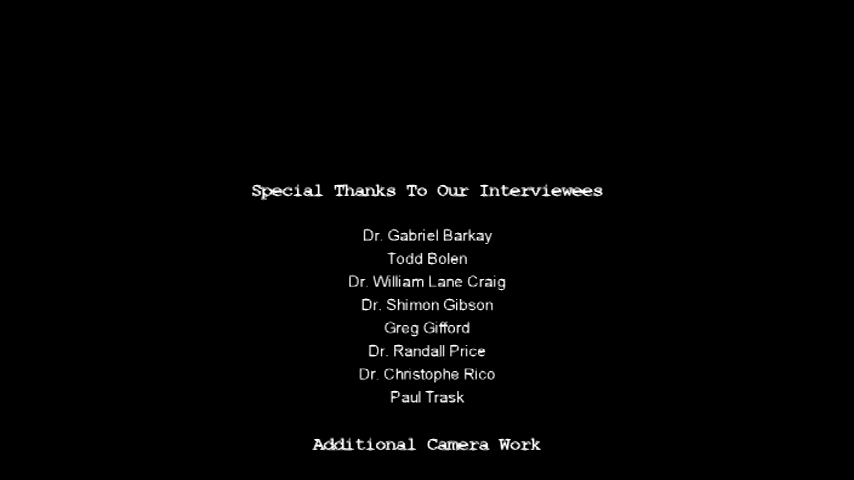 Special Thanks To Our Interviewees
Dr. Gabriel Barkay
Todd Bolen
Dr. William Lane Craig
Dr. Shimon Gibson
Greg Gifford
Dr. Randall Price
Dr. Christophe Rico
Paul Trask
Additional Camera Work